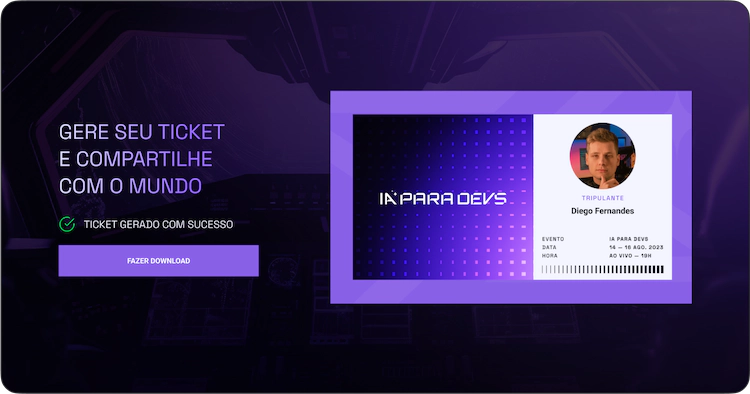 GERE SEU TICKET
E COMPARTILHE
COM O MUNDO
TICKET GERADO COM SUCESSO
FAZER DOWNLOAD
IA PARA DEVS
TRIPULANTE
Diego Fernandes
EVENTO IA PARA DEVS
DATA 14 — 16 AGO, 2023
HORA AO VIVO — 19H